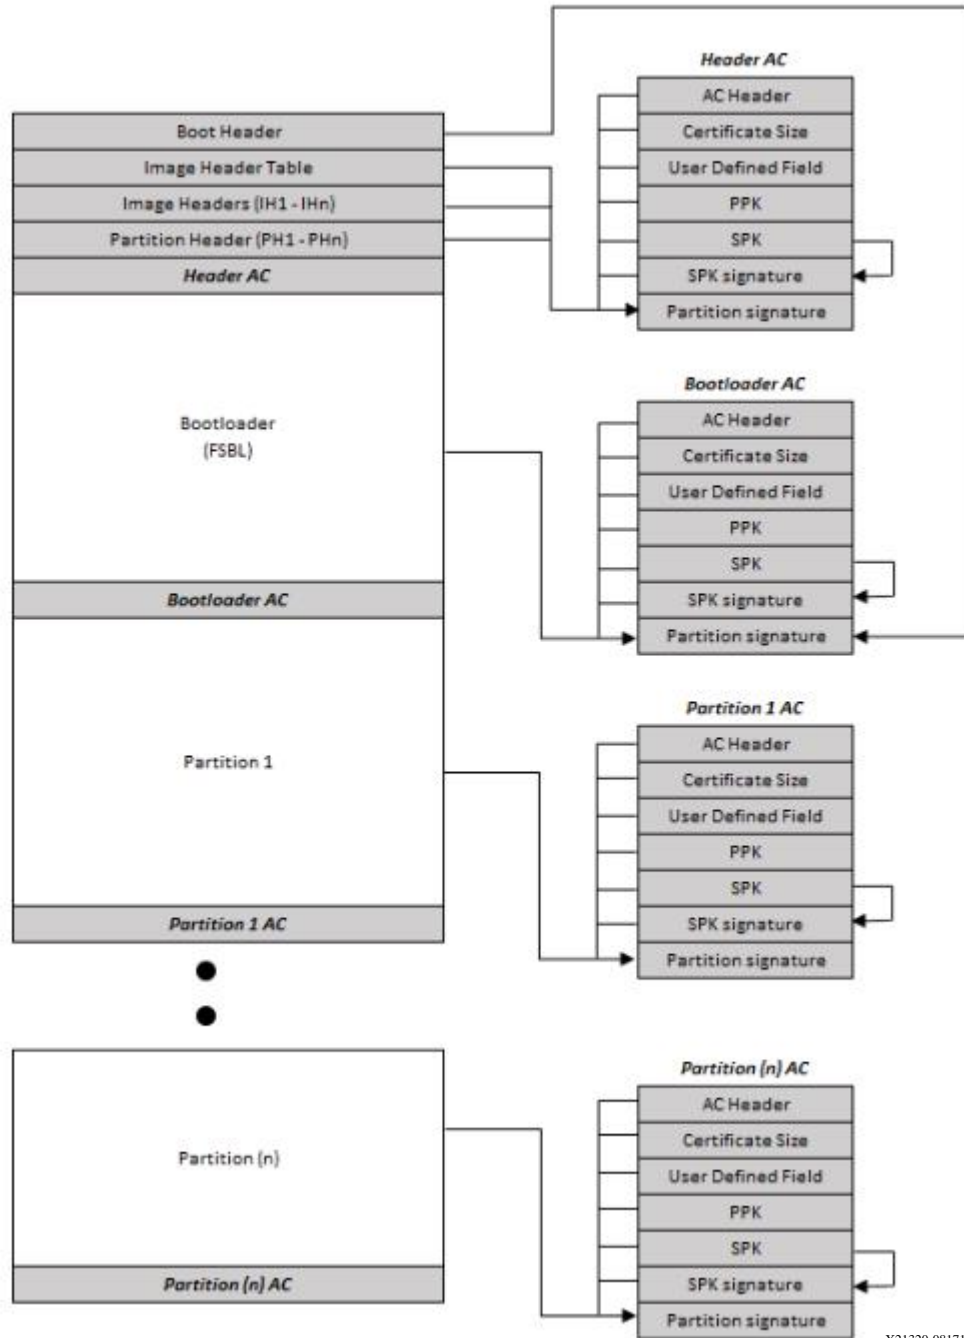 Boot Header
Image Header Table
Image Headers (IH1 - IHn)
Partition Header (PH1 - PHn)
Header AC
Bootloader
(FSBL)
Bootloader AC
Partition 1
Partition 1 AC
Partition (n)
Partition (n) AC
Header AC
AC Header
Certificate Size
User Defined Field
PPK
SPK
SPK signature
Partition signature
Bootloader AC
AC Header
Certificate Size
User Defined Field
PPK
SPK
SPK signature
Partition signature
Partition 1 AC
AC Header
Certificate Size
User Defined Field
PPK
SPK
SPK signature
Partition signature
Partition (n) AC
AC Header
Certificate Size
User Defined Field
PPK
SPK
SPK signature
Partition signature